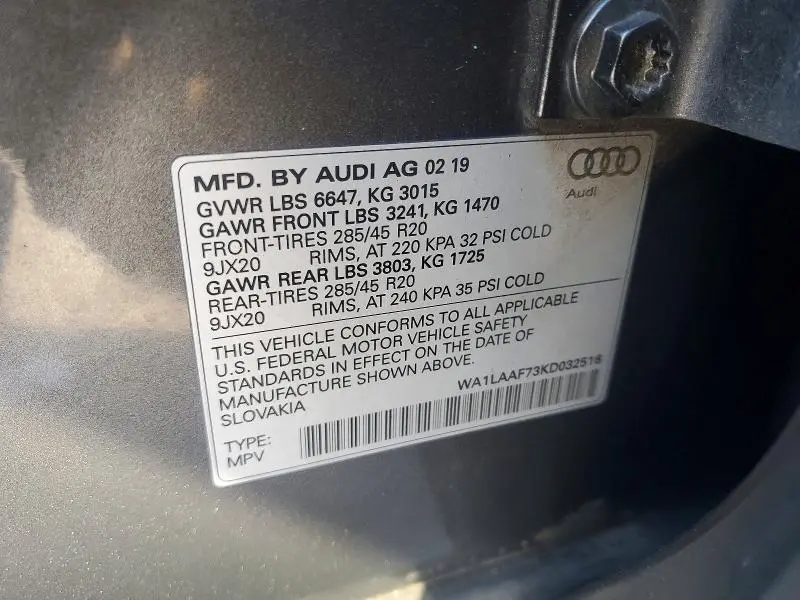 MFD. BY AUDI AG 02 19
GVWR LBS 6647, KG 3015
GAWR FRONT LBS 3241, KG 1470
FRONT-TIRES 285/45 R20
9JX20 RIMS, AT 220 KPA 32 PSI COLD
GAWR REAR LBS 3803, KG 1725
REAR-TIRES 285/45 R20
9JX20 RIMS, AT 240 KPA 35 PSI COLD
Audi
THIS VEHICLE CONFORMS TO ALL APPLICABLE
U.S. FEDERAL MOTOR VEHICLE SAFETY
STANDARDS IN EFFECT ON THE DATE OF
MANUFACTURE SHOWN ABOVE.
SLOVAKIA
WA1LAAF73KD032516
TYPE:
MPV